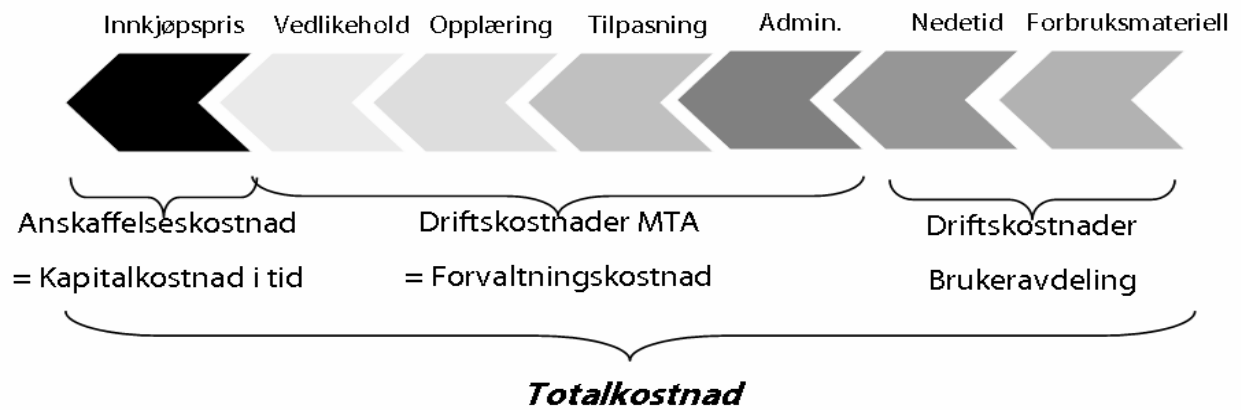 Innkjøpspris Vedlikehold Opplæring Tilpasning Admin. Nedetid Forbruksmateriell
Anskaffelseskostnad Driftskostnader MTA Driftskostnader
= Kapitalkostnad i tid = Forvaltningskostnad Brukeravdeling
Totalkostnad